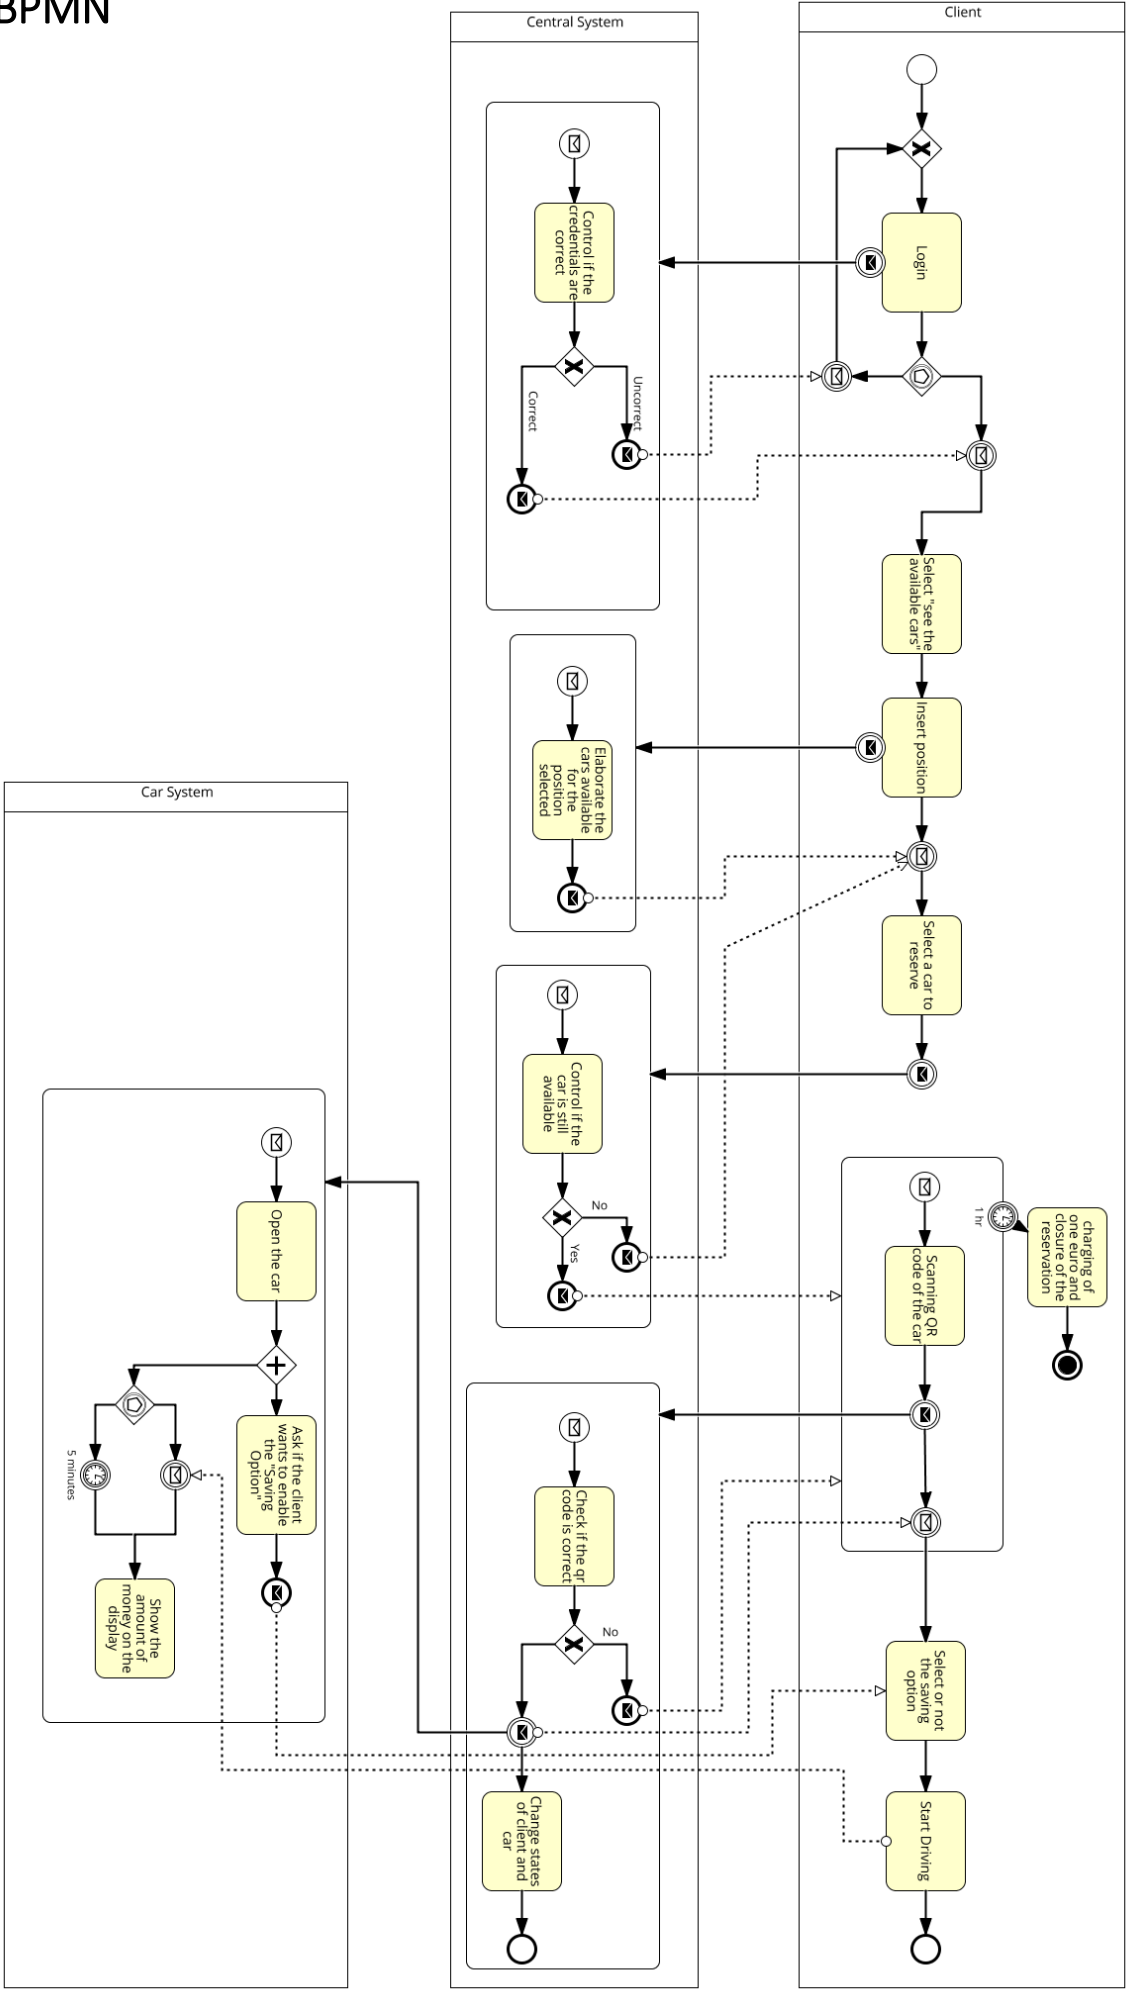 BPMN
Client
Central System
Car System
Login
Control if the
credentials are
correct
Uncorrect
Correct
Select "see the
available cars"
Insert position
Elaborate the
cars available
for the
position
selected
Select a car to
reserve
Control if the
car is still
available
No
Yes
1 hr
charging of
one euro and
closure of the
reservation
Scanning QR
code of the car
Open the car
Ask if the client
wants to enable
the "Saving
Option"
5 minutes
Show the
amount of
money on the
display
Check if the qr
code is correct
No
Change states
of client and
car
Select or not
the saving
option
Start Driving